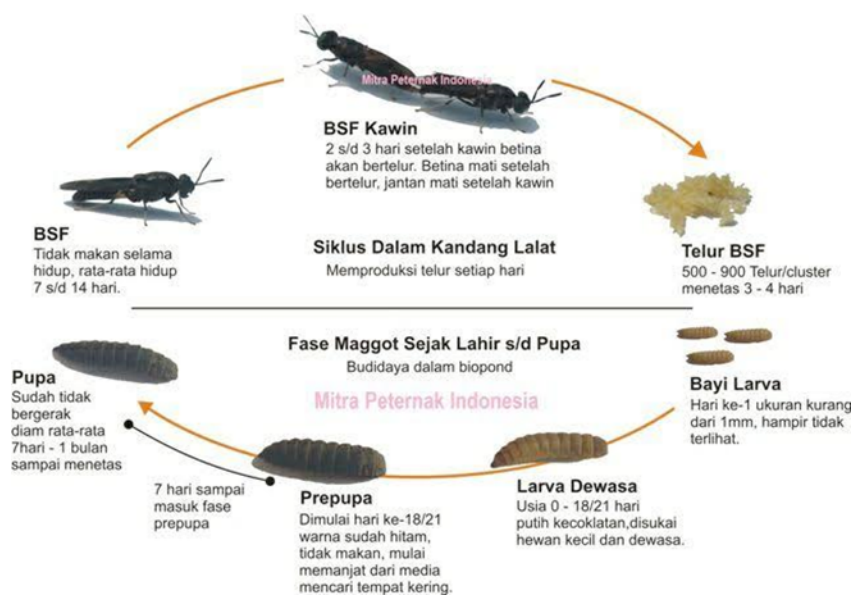 Mitra Peternak Indonesia
BSF Kawin
2 s/d 3 hari setelah kawin betina
akan bertelur. Betina mati setelah
bertelur, jantan mati setelah kawin
BSF
Tidak makan selama
hidup, rata-rata hidup
7 s/d 14 hari.
Siklus Dalam Kandang Lalat
Memproduksi telur setiap hari
Telur BSF
500 - 900 Telur/cluster
menetas 3 - 4 hari
Fase Maggot Sejak Lahir s/d Pupa
Budidaya dalam biopond
Mitra Peternak Indonesia
Bayi Larva
Hari ke-1 ukuran kurang
dari 1mm, hampir tidak
terlihat.
Larva Dewasa
Usia 0 - 18/21 hari
putih kecoklatan,disukai
hewan kecil dan dewasa.
Prepupa
Dimulai hari ke-18/21
warna sudah hitam,
tidak makan, mulai
memanjat dari media
mencari tempat kering.
7 hari sampai
masuk fase
prepupa
Pupa
Sudah tidak
bergerak
diam rata-rata
7hari - 1 bulan
sampai menetas